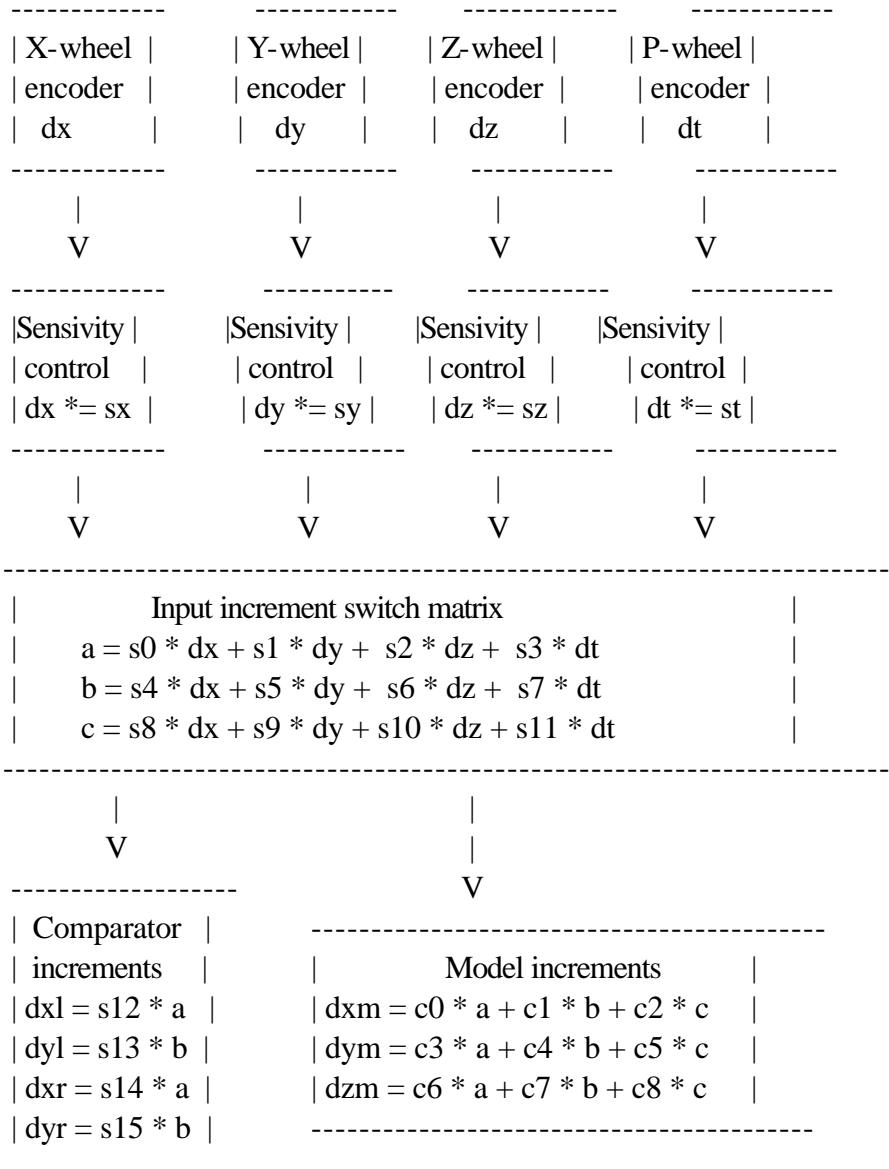 ------------- ------------ ------------- ------------
| X-wheel | | Y-wheel | | Z-wheel | | P-wheel |
| encoder | | encoder | | encoder | | encoder |
| dx | | dy | | dz | | dt |
------------- ------------ ------------ ------------
| | | |
V V V V
------------- ----------- ------------ ------------
|Sensivity | |Sensivity | |Sensivity | |Sensivity |
| control | | control | | control | | control |
| dx *= sx | | dy *= sy | | dz *= sz | | dt *= st |
------------- ------------ ------------ ------------
| | | |
V V V V
--------------------------------------------------------------------------
| Input increment switch matrix |
| a = s0 * dx + s1 * dy + s2 * dz + s3 * dt |
| b = s4 * dx + s5 * dy + s6 * dz + s7 * dt |
| c = s8 * dx + s9 * dy + s10 * dz + s11 * dt |
--------------------------------------------------------------------------
| |
V |
------------------- V
| Comparator | -------------------------------------------
| increments | | Model increments |
| dxl = s12 * a | | dxm = c0 * a + c1 * b + c2 * c |
| dyl = s13 * b | | dym = c3 * a + c4 * b + c5 * c |
| dxr = s14 * a | | dzm = c6 * a + c7 * b + c8 * c |
| dyr = s15 * b | ------------------------------------------